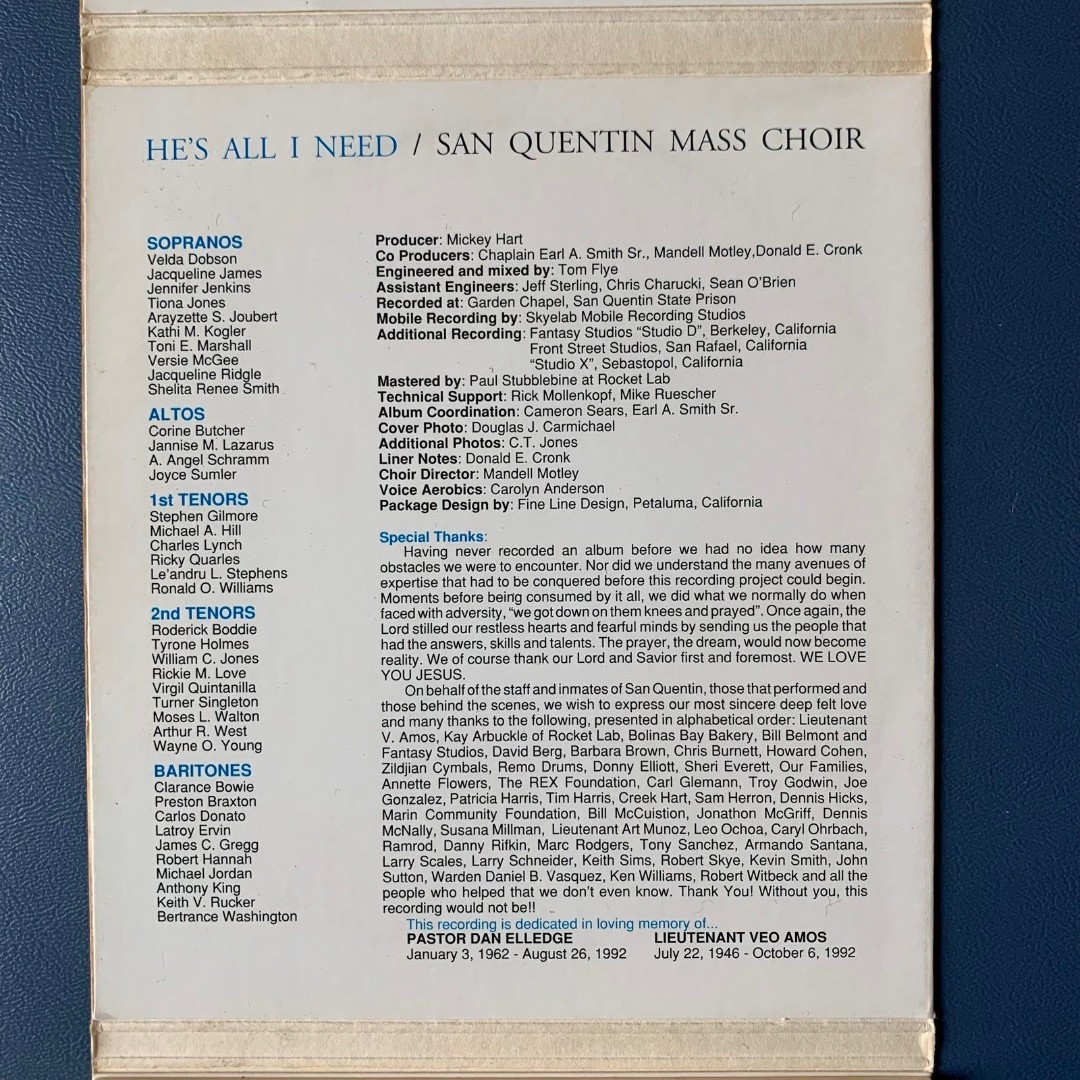 HE'S ALL I NEED / SAN QUENTIN MASS CHOIR
SOPRANOS
Velda Dobson
Jacqueline James
Jennifer Jenkins
Tiona Jones
Arayzette S. Joubert
Kathi M. Kogler
Toni E. Marshall
Versie McGee
Jacqueline Ridgle
Shelita Renee Smith
ALTOS
Corine Butcher
Jannise M. Lazarus
A. Angel Schramm
Joyce Sumler
1st TENORS
Stephen Gilmore
Michael A. Hill
Charles Lynch
Ricky Quarles
Le'andru L. Stephens
Ronald O. Williams
2nd TENORS
Roderick Boddie
Tyrone Holmes
William C. Jones
Rickie M. Love
Virgil Quintanilla
Turner Singleton
Moses L. Walton
Arthur R. West
Wayne O. Young
BARITONES
Clarance Bowie
Preston Braxton
Carlos Donato
Latroy Ervin
James C. Gregg
Robert Hannah
Michael Jordan
Anthony King
Keith V. Rucker
Bertrance Washington
Producer: Mickey Hart
Co Producers: Chaplain Earl A. Smith Sr., Mandell Motley,Donald E. Cronk
Engineered and mixed by: Tom Flye
Assistant Engineers: Jeff Sterling, Chris Charucki, Sean O'Brien
Recorded at: Garden Chapel, San Quentin State Prison
Mobile Recording by: Skyelab Mobile Recording Studios
Additional Recording: Fantasy Studios "Studio D", Berkeley, California
Front Street Studios, San Rafael, California
"Studio X", Sebastopol, California
Mastered by: Paul Stubblebine at Rocket Lab
Technical Support: Rick Mollenkopf, Mike Ruescher
Album Coordination: Cameron Sears, Earl A. Smith Sr.
Cover Photo: Douglas J. Carmichael
Additional Photos: C.T. Jones
Liner Notes: Donald E. Cronk
Choir Director: Mandell Motley
Voice Aerobics: Carolyn Anderson
Package Design by: Fine Line Design, Petaluma, California
Special Thanks:
Having never recorded an album before we had no idea how many
obstacles we were to encounter. Nor did we understand the many avenues of
expertise that had to be conquered before this recording project could begin.
Moments before being consumed by it all, we did what we normally do when
faced with adversity, "we got down on them knees and prayed". Once again, the
Lord stilled our restless hearts and fearful minds by sending us the people that
had the answers, skills and talents. The prayer, the dream, would now become
reality. We of course thank our Lord and Savior first and foremost. WE LOVE
YOU JESUS.
On behalf of the staff and inmates of San Quentin, those that performed and
those behind the scenes, we wish to express our most sincere deep felt love
and many thanks to the following, presented in alphabetical order: Lieutenant
V. Amos, Kay Arbuckle of Rocket Lab, Bolinas Bay Bakery, Bill Belmont and
Fantasy Studios, David Berg, Barbara Brown, Chris Burnett, Howard Cohen,
Zildjian Cymbals, Remo Drums, Donny Elliott, Sheri Everett, Our Families,
Annette Flowers, The REX Foundation, Carl Glemann, Troy Godwin, Joe
Gonzalez, Patricia Harris, Tim Harris, Creek Hart, Sam Herron, Dennis Hicks,
Marin Community Foundation, Bill McCuistion, Jonathon McGriff, Dennis
McNally, Susana Millman, Lieutenant Art Munoz, Leo Ochoa, Caryl Ohrbach,
Ramrod, Danny Rifkin, Marc Rodgers, Tony Sanchez, Armando Santana,
Larry Scales, Larry Schneider, Keith Sims, Robert Skye, Kevin Smith, John
Sutton, Warden Daniel B. Vasquez, Ken Williams, Robert Witbeck and all the
people who helped that we don't even know. Thank You! Without you, this
recording would not be!!
This recording is dedicated in loving memory of...
PASTOR DAN ELLEDGE LIEUTENANT VEO AMOS
January 3, 1962 - August 26, 1992 July 22, 1946 - October 6, 1992